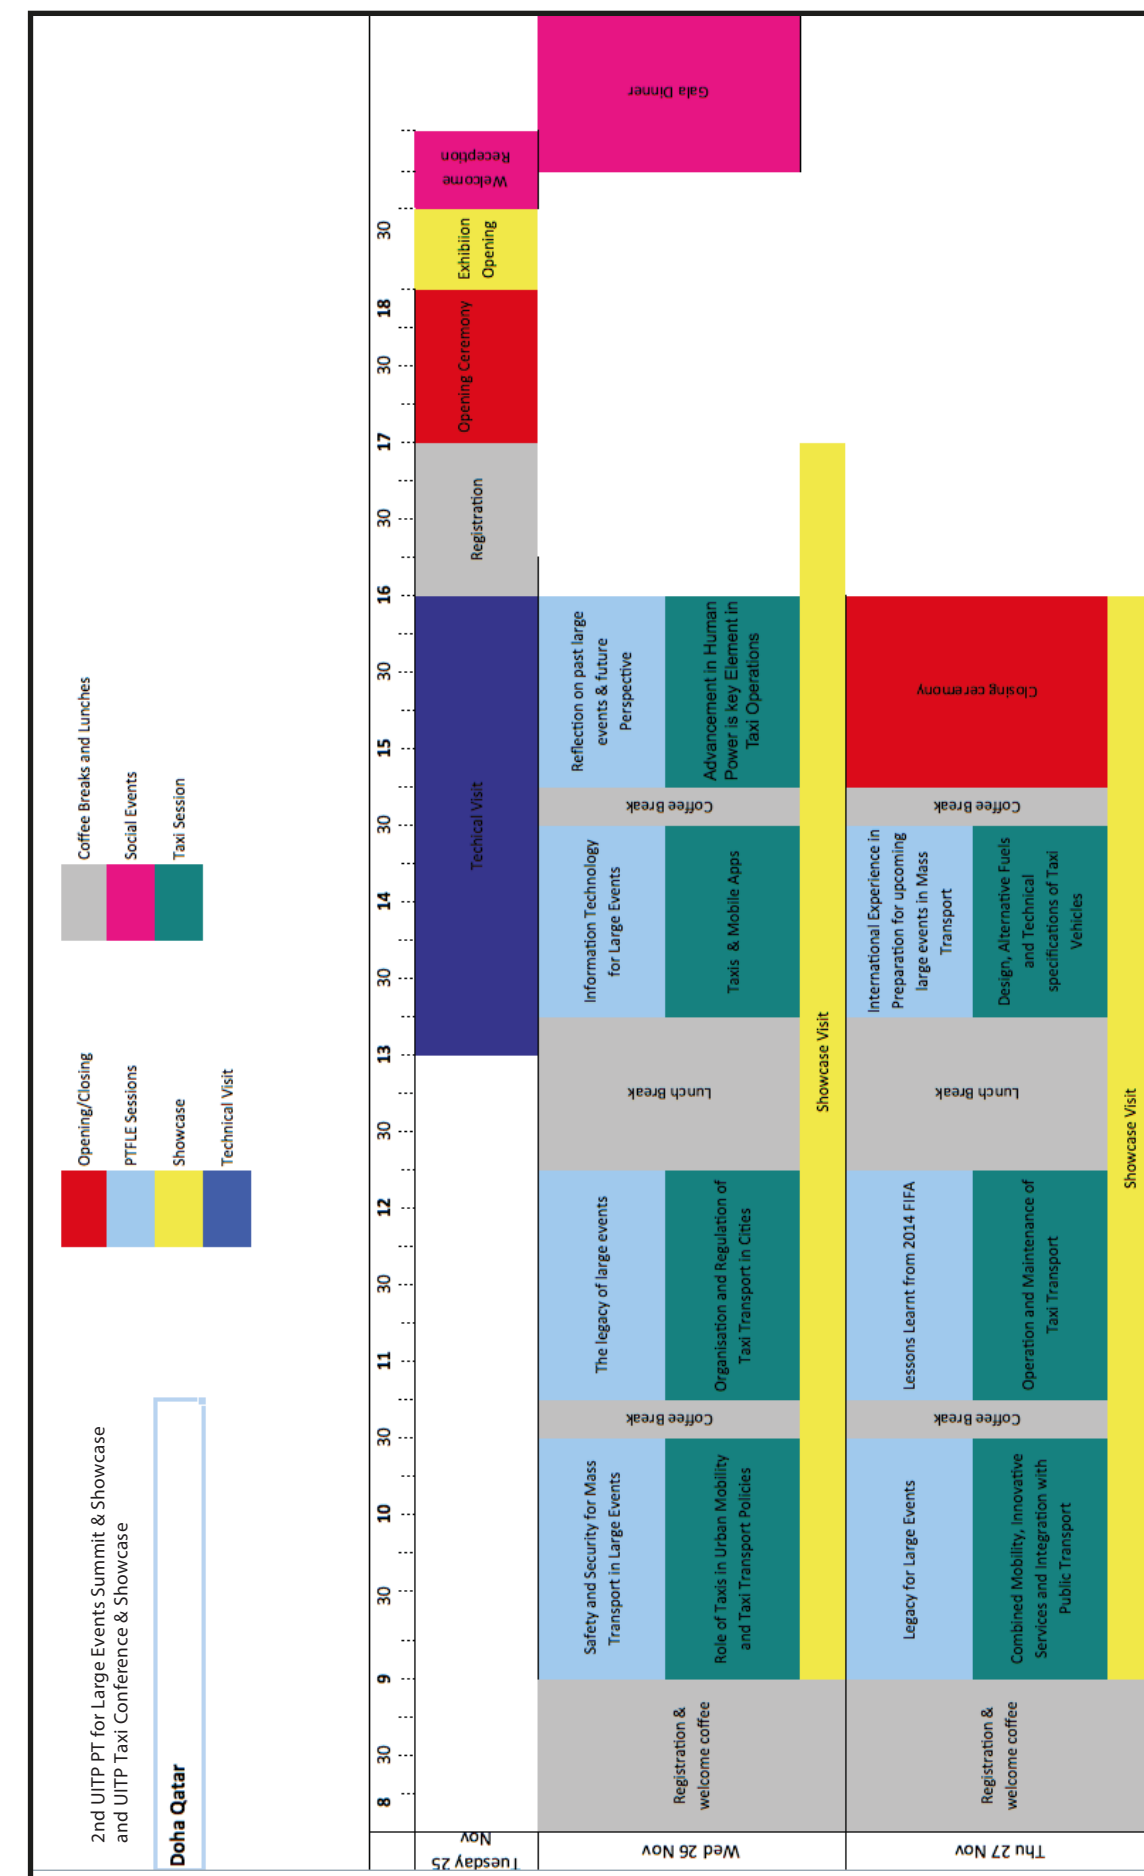 2nd UITP PT for Large Events Summit & Showcase
and UITP Taxi Conference & Showcase
Doha Qatar
Opening/Closing
PTFLE Sessions
Showcase
Technical Visit
Coffee Breaks and Lunches
Social Events
Taxi Session
8
30
9
30
10
30
11
30
12
30
13
30
14
30
15
30
16
30
17
30
18
30
Tuesday 25
Nov
Techical Visit
Registration
Opening Ceremony
Exhibiion
Opening
Welcome
Reception
Wed 26 Nov
Registration &
welcome coffee
Safety and Security for Mass
Transport in Large Events
Role of Taxis in Urban Mobility
and Taxi Transport Policies
Coffee Break
The legacy of large events
Organisation and Regulation of
Taxi Transport in Cities
Lunch Break
Information Technology
for Large Events
Taxis & Mobile Apps
Coffee Break
Reflection on past large
events & future
Perspective
Advancement in Human
Power is key Element in
Taxi Operations
Gala Dinner
Showcase Visit
Thu 27 Nov
Registration &
welcome coffee
Legacy for Large Events
Combined Mobility, Innovative
Services and Integration with
Public Transport
Coffee Break
Lessons Learnt from 2014 FIFA
Operation and Maintenance of
Taxi Transport
Lunch Break
International Experience in
Preparation for upcoming
large events in Mass
Transport
Design, Alternative Fuels
and Technical
specifications of Taxi
Vehicles
Coffee Break
Closing ceremony
Showcase Visit